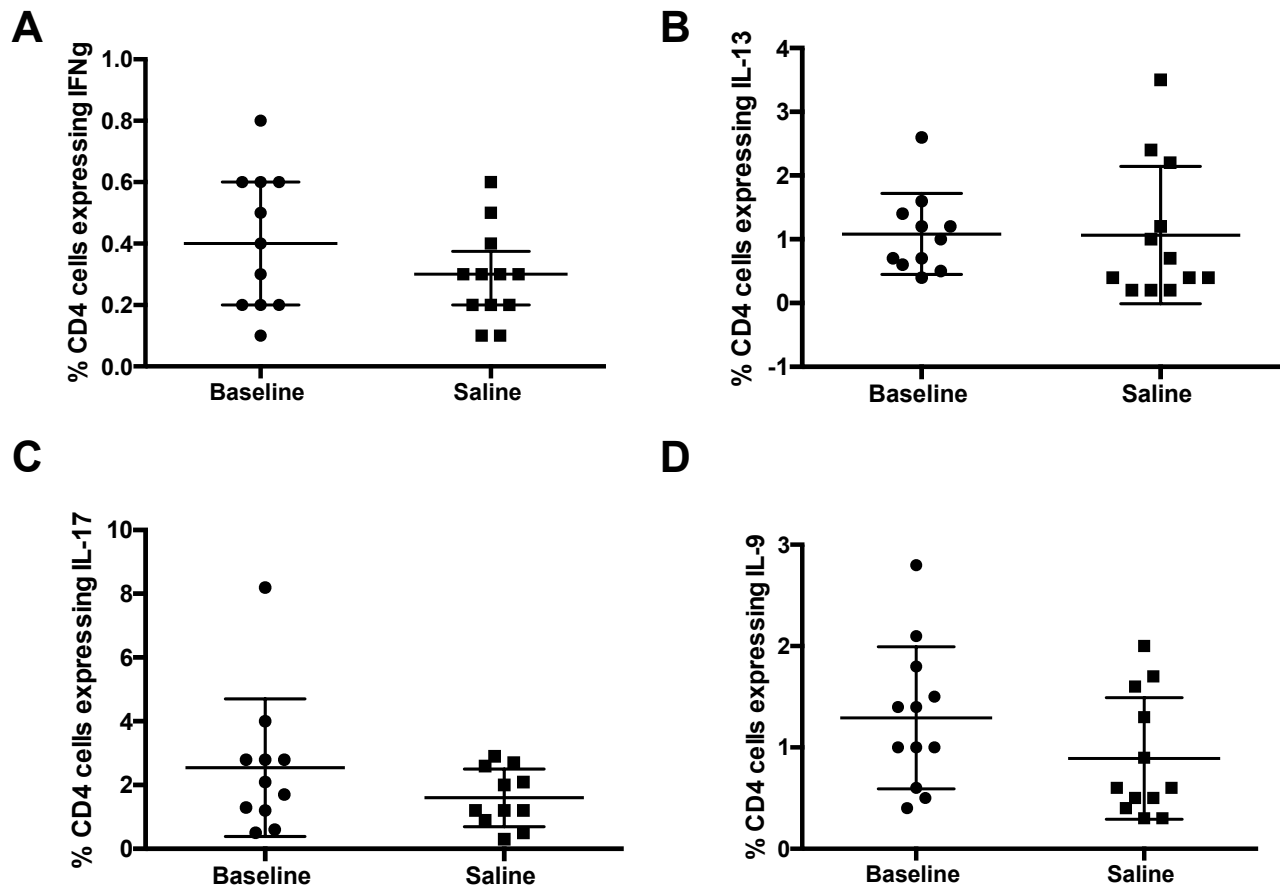 A
% CD4 cells expressing IFNg
1.0
0.8
0.6
0.4
0.2
0.0
Baseline
Saline
B
% CD4 cells expressing IL-13
4
3
2
1
0
-1
Baseline
Saline
C
% CD4 cells expressing IL-17
10
8
6
4
2
0
Baseline
Saline
D
% CD4 cells expressing IL-9
3
2
1
0
Baseline
Saline